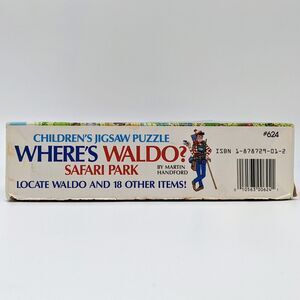 CHILDREN'S JIGSAW PUZZLE
#624
WHERE'S WALDO?
ISBN 1-878729-01-2
SAFARI PARK
BY MARTIN
HANDFORD
LOCATE WALDO AND 18 OTHER ITEMS!